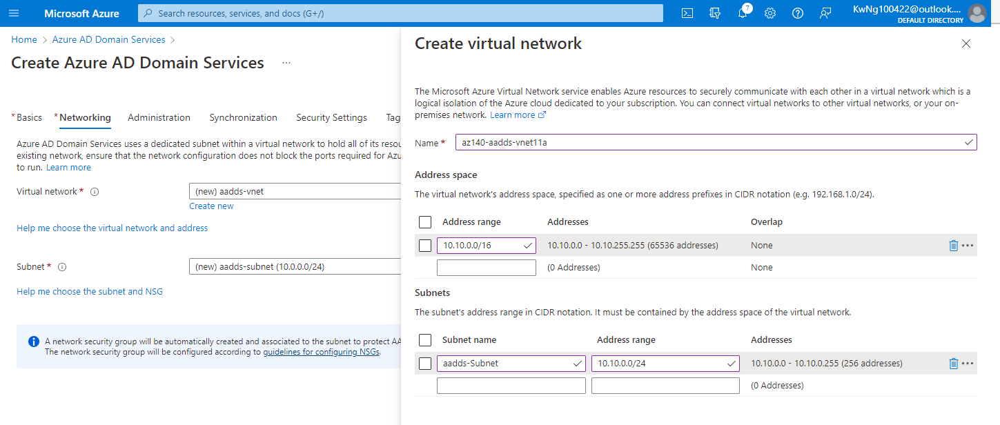 Microsoft Azure
Search resources, services, and docs (G+/)
7
KwNg100422@outlook....
DEFAULT DIRECTORY
Home > Azure AD Domain Services >
Create Azure AD Domain Services ...
* Basics * Networking Administration Synchronization Security Settings Tag
Azure AD Domain Services uses a dedicated subnet within a virtual network to hold all of its resou
existing network, ensure that the network configuration does not block the ports required for Azu
to run. Learn more
Virtual network *
(new) aadds-vnet
Create new
Help me choose the virtual network and address
Subnet *
(new) aadds-subnet (10.0.0.0/24)
Help me choose the subnet and NSG
A network security group will be automatically created and associated to the subnet to protect AA
The network security group will be configured according to guidelines for configuring NSGs.
Create virtual network
The Microsoft Azure Virtual Network service enables Azure resources to securely communicate with each other in a virtual network which is a
logical isolation of the Azure cloud dedicated to your subscription. You can connect virtual networks to other virtual networks, or your on-
premises network. Learn more
Name *
az140-aadds-vnet11a
Address space
The virtual network's address space, specified as one or more address prefixes in CIDR notation (e.g. 192.168.1.0/24).
Address range Addresses Overlap
10.10.0.0/16 10.10.0.0 - 10.10.255.255 (65536 addresses) None
(0 Addresses) None
Subnets
The subnet's address range in CIDR notation. It must be contained by the address space of the virtual network.
Subnet name Address range Addresses
aadds-Subnet 10.10.0.0/24 10.10.0.0 - 10.10.0.255 (256 addresses)
(0 Addresses)